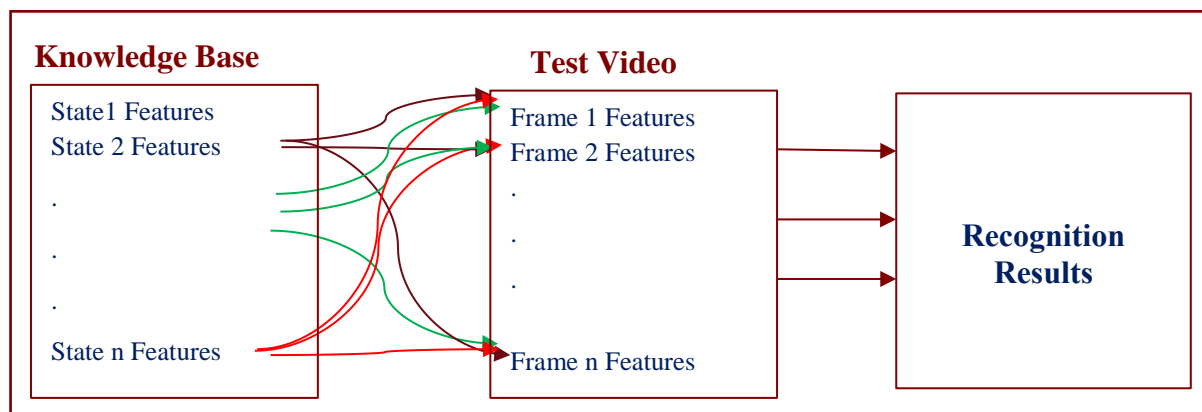 Knowledge Base
State1 Features
State 2 Features
.
.
.
State n Features
Test Video
Frame 1 Features
Frame 2 Features
.
.
.
Frame n Features
Recognition
Results